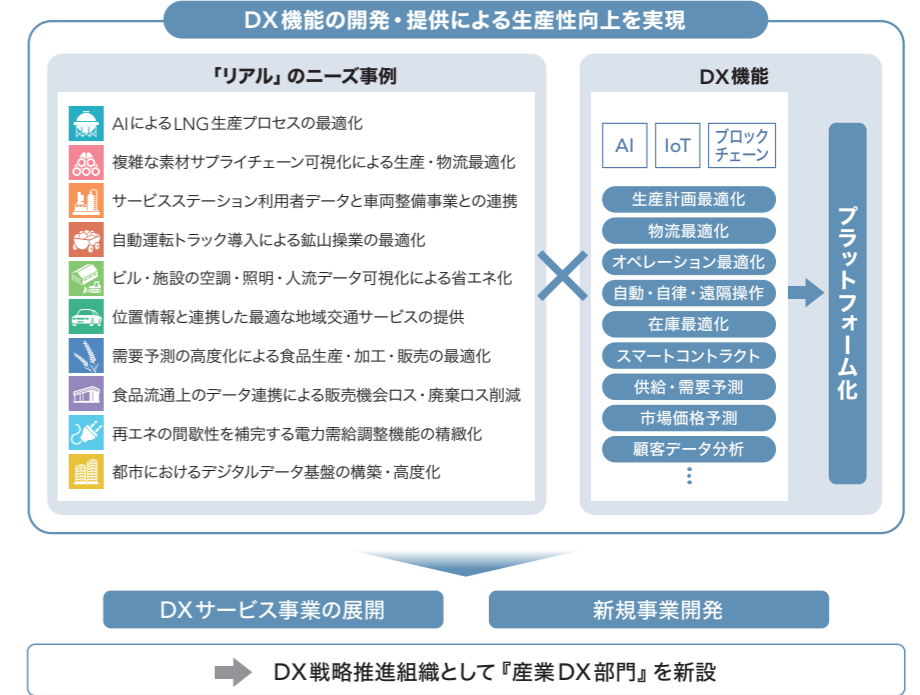 DX機能の開発・提供による生産性向上を実現
「リアル」のニーズ事例
AIによるLNG生産プロセスの最適化
複雑な素材サプライチェーン可視化による生産・物流最適化
サービスステーション利用者データと車両整備事業との連携
自動運転トラック導入による鉱山操業の最適化
ビル・施設の空調・照明・人流データ可視化による省エネ化
位置情報と連携した最適な地域交通サービスの提供
需要予測の高度化による食品生産・加工・販売の最適化
食品流通上のデータ連携による販売機会ロス・廃棄ロス削減
再エネの間歇性を補完する電力需給調整機能の精緻化
都市におけるデジタルデータ基盤の構築・高度化
DX機能
AI
IoT
ブロック
チェーン
生産計画最適化
物流最適化
オペレーション最適化
自動・自律・遠隔操作
在庫最適化
スマートコントラクト
供給・需要予測
市場価格予測
顧客データ分析
プラットフォーム化
DXサービス事業の展開
新規事業開発
DX戦略推進組織として『産業DX部門』を新設